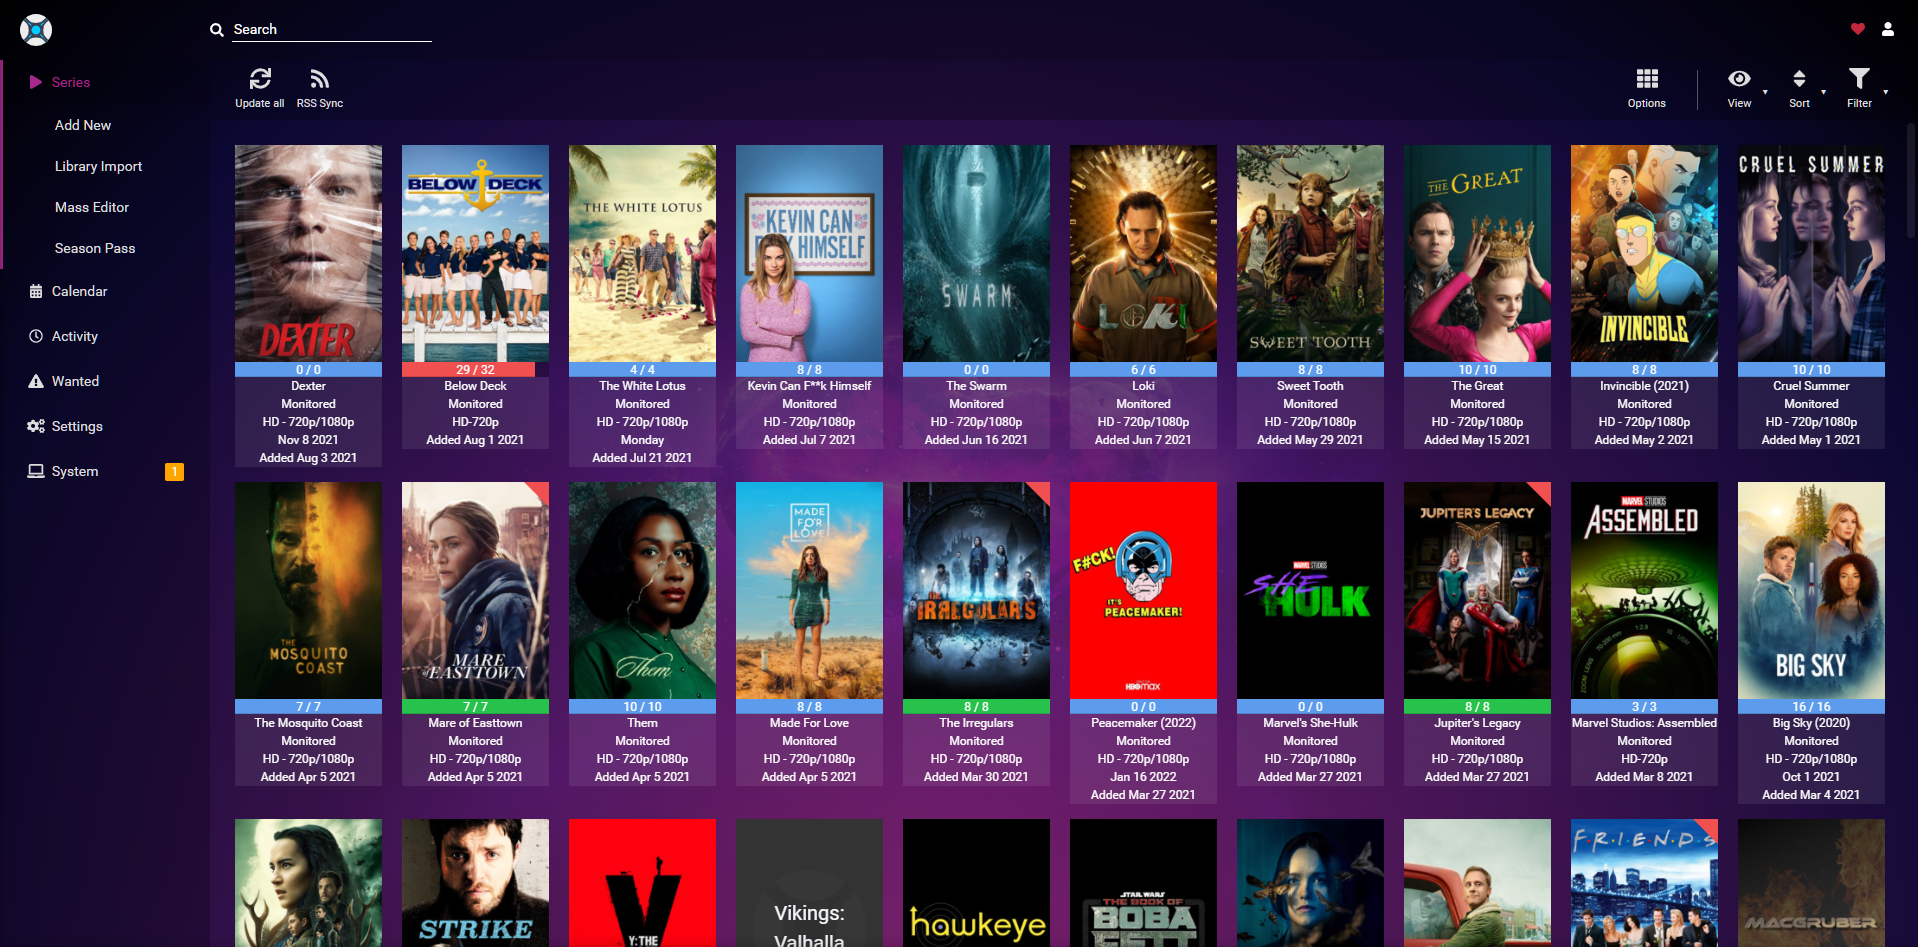 Search
Series
Add New
Library Import
Mass Editor
Season Pass
Calendar
Activity
Wanted
Settings
System
1
Update all
RSS Sync
Options
View
Sort
Filter
DEXTER
0 / 0
Dexter
Monitored
HD - 720p/1080p
Nov 8 2021
Added Aug 3 2021
BELOW DECK
29 / 32
Below Deck
Monitored
HD-720p
Added Aug 1 2021
THE WHITE LOTUS
4 / 4
The White Lotus
Monitored
HD - 720p/1080p
Monday
Added Jul 21 2021
KEVIN CAN
HIMSELF
8 / 8
Kevin Can F**k Himself
Monitored
HD - 720p/1080p
Added Jul 7 2021
THE
SWARM
0 / 0
The Swarm
Monitored
HD - 720p/1080p
Added Jun 16 2021
LOKI
6 / 6
Loki
Monitored
HD - 720p/1080p
Added Jun 7 2021
SWEET TOOTH
8 / 8
Sweet Tooth
Monitored
HD - 720p/1080p
Added May 29 2021
THE GREAT
10 / 10
The Great
Monitored
HD - 720p/1080p
Added May 15 2021
INVINCIBLE
8 / 8
Invincible (2021)
Monitored
HD - 720p/1080p
Added May 2 2021
CRUEL SUMMER
10 / 10
Cruel Summer
Monitored
HD - 720p/1080p
Added May 1 2021
THE
MOSQUITO
COAST
7 / 7
The Mosquito Coast
Monitored
HD - 720p/1080p
Added Apr 5 2021
MARE
of EASTTOWN
7 / 7
Mare of Easttown
Monitored
HD - 720p/1080p
Added Apr 5 2021
Them
10 / 10
Them
Monitored
HD - 720p/1080p
Added Apr 5 2021
MADE
FOR
LOVE
8 / 8
Made For Love
Monitored
HD - 720p/1080p
Added Apr 5 2021
THE
IRREGULARS
8 / 8
The Irregulars
Monitored
HD - 720p/1080p
Added Mar 30 2021
F#CK!
IT'S
PEACEMAKER!
HBOmax
0 / 0
Peacemaker (2022)
Monitored
HD - 720p/1080p
Jan 16 2022
Added Mar 27 2021
MARVEL STUDIOS
SHE
HULK
0 / 0
Marvel's She-Hulk
Monitored
HD - 720p/1080p
Added Mar 27 2021
JUPITER'S LEGACY
8 / 8
Jupiter's Legacy
Monitored
HD - 720p/1080p
Added Mar 27 2021
MARVEL STUDIOS
ASSEMBLED
ZOOM LENS 70-300 mm 1:2.8
3 / 3
Marvel Studios: Assembled
Monitored
HD-720p
Added Mar 8 2021
BIG SKY
16 / 16
Big Sky (2020)
Monitored
HD - 720p/1080p
Oct 1 2021
Added Mar 4 2021
STRIKE
Y
Y: THE
Vikings:
Valhalla
hawkeye
STAR WARS
THE BOOK OF
BOBA
FETT
F·R·I·E·N·D·S
MACGRUBER